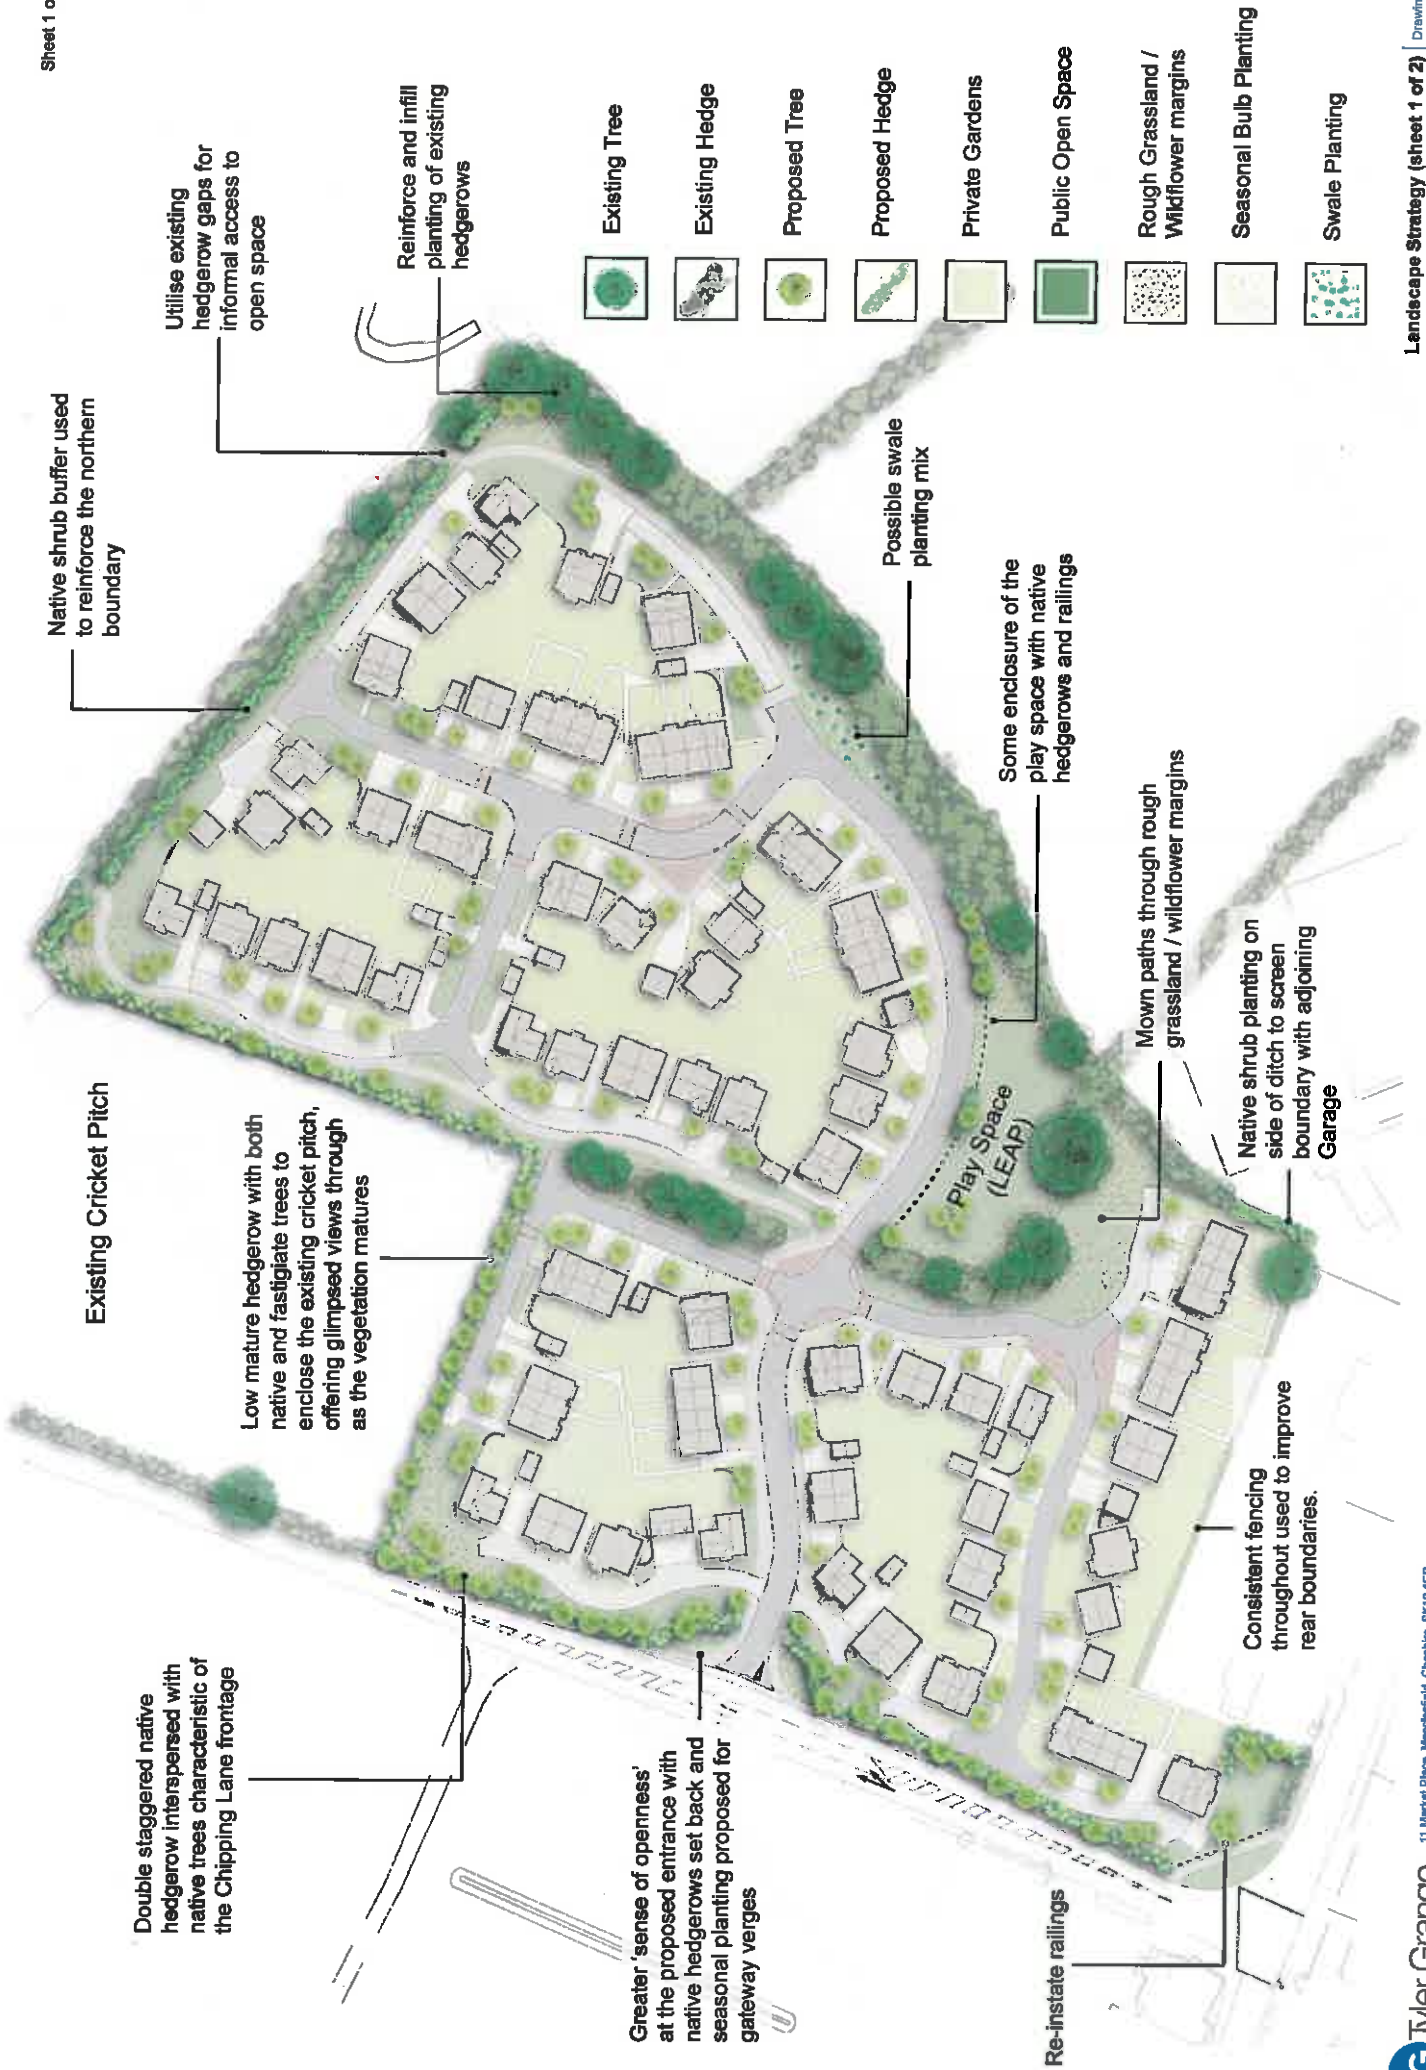 Sheet 1 o
Native shrub buffer used
to reinforce the northern
boundary
Utilise existing
hedgerow gaps for
informal access to
open space
Reinforce and infill
planting of existing
hedgerows
Existing Cricket Pitch
Low mature hedgerow with both
native and fastigiate trees to
enclose the existing cricket pitch,
offering glimpsed views through
as the vegetation matures
Double staggered native
hedgerow interspersed with
native trees characteristic of
the Chipping Lane frontage
Greater 'sense of openness'
at the proposed entrance with
native hedgerows set back and
seasonal planting proposed for
gateway verges
Re-instate railings
Consistent fencing
throughout used to improve
rear boundaries.
Native shrub planting on
side of ditch to screen
boundary with adjoining
Garage
Mown paths through rough
grassland / wildflower margins
Play Space
(LEAP)
Some enclosure of the
play space with native
hedgerows and railings
Possible swale
planting mix
Existing Tree
Existing Hedge
Proposed Tree
Proposed Hedge
Private Gardens
Public Open Space
Rough Grassland /
Wildflower margins
Seasonal Bulb Planting
Swale Planting
Tyler Grange
11 Market Place, Macclesfield, Cheshire
Landscape Strategy (sheet 1 of 2)